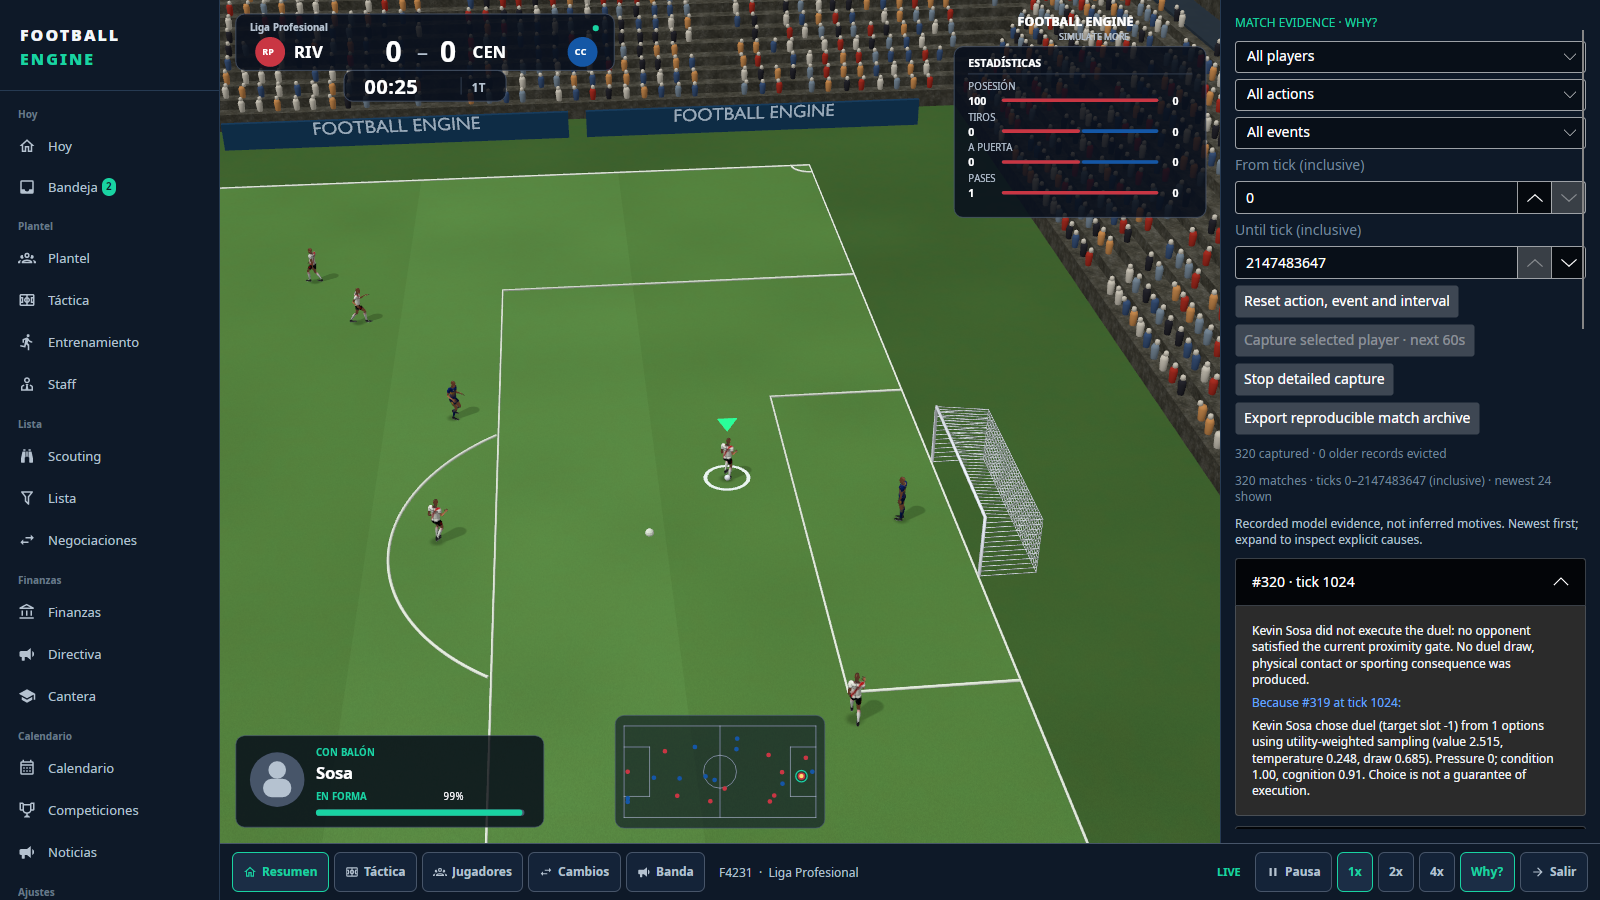 FOOTBALL
ENGINE
Hoy
Hoy
Bandeja 2
Plantel
Plantel
Táctica
Entrenamiento
Staff
Lista
Scouting
Lista
Negociaciones
Finanzas
Finanzas
Directiva
Cantera
Calendario
Calendario
Competiciones
Noticias
Ajustes
Liga Profesional
RP RIV 0 – 0 CEN CC
00:25 1T
FOOTBALL ENGINE
FOOTBALL ENGINE
FOOTBALL ENGINE
SIMULATE MORE
ESTADÍSTICAS
POSESIÓN
100 0
TIROS
0 0
A PUERTA
0 0
PASES
1 0
CON BALÓN
Sosa
EN FORMA 99%
Resumen
Táctica
Jugadores
Cambios
Banda
F4231 · Liga Profesional
LIVE
Pausa
1x
2x
4x
Why?
Salir
MATCH EVIDENCE · WHY?
All players
All actions
All events
From tick (inclusive)
0
Until tick (inclusive)
2147483647
Reset action, event and interval
Capture selected player · next 60s
Stop detailed capture
Export reproducible match archive
320 captured · 0 older records evicted
320 matches · ticks 0–2147483647 (inclusive) · newest 24
shown
Recorded model evidence, not inferred motives. Newest first;
expand to inspect explicit causes.
#320 · tick 1024
Kevin Sosa did not execute the duel: no opponent
satisfied the current proximity gate. No duel draw,
physical contact or sporting consequence was
produced.
Because #319 at tick 1024:
Kevin Sosa chose duel (target slot -1) from 1 options
using utility-weighted sampling (value 2.515,
temperature 0.248, draw 0.685). Pressure 0; condition
1.00, cognition 0.91. Choice is not a guarantee of
execution.